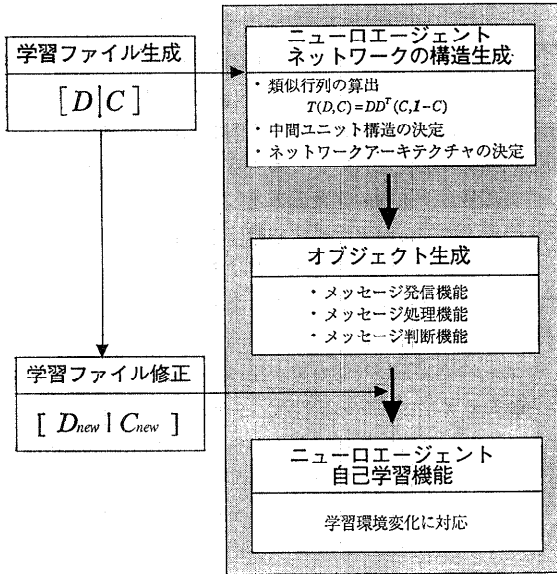 学習ファイル生成
[D|C]
ニューロエージェント
ネットワークの構造生成
・ 類似行列の算出
T(D,C)=DD^T(C,1-C)
・ 中間ユニット構造の決定
・ ネットワークアーキテクチャの決定
オブジェクト生成
・ メッセージ発信機能
・ メッセージ処理機能
・ メッセージ判断機能
学習ファイル修正
[ Dnew | Cnew ]
ニューロエージェント
自己学習機能
学習環境変化に対応